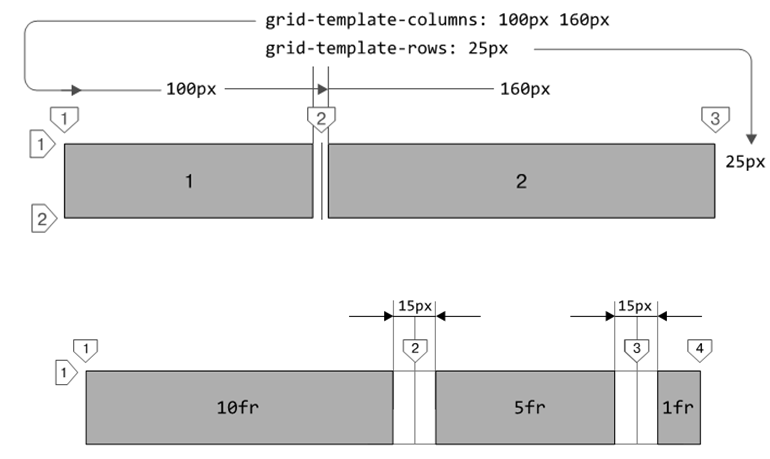 grid-template-columns: 100px 160px
grid-template-rows: 25px
100px 160px
1 2 3
1
1 2 25px
2
15px 15px
1 2 3 4
1
10fr 5fr 1fr